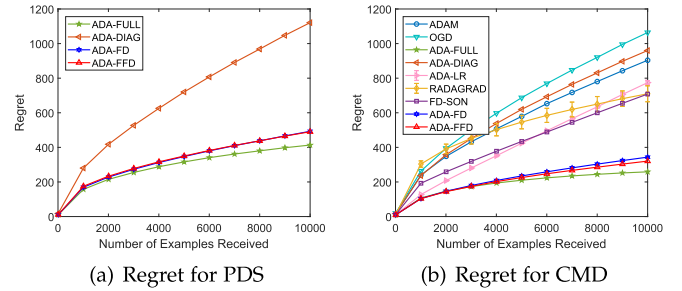 1200
1000
800
600
400
200
0
Regret
ADA-FULL
ADA-DIAG
ADA-FD
ADA-FFD
0 2000 4000 6000 8000 10000
Number of Examples Received
(a) Regret for PDS
1200
1000
800
600
400
200
0
Regret
ADAM
OGD
ADA-FULL
ADA-DIAG
ADA-LR
RADAGRAD
FD-SON
ADA-FD
ADA-FFD
0 2000 4000 6000 8000 10000
Number of Examples Received
(b) Regret for CMD